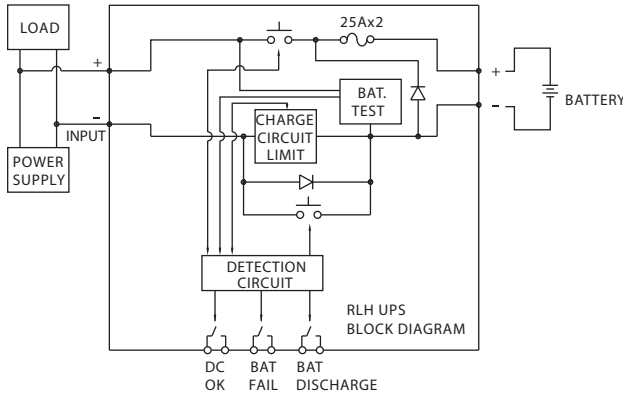 LOAD
25Ax2
+
+
BAT.
TEST
-
-
BATTERY
INPUT
CHARGE
CIRCUIT
LIMIT
POWER
SUPPLY
DETECTION
CIRCUIT
RLH UPS
BLOCK DIAGRAM
DC
OK
BAT
FAIL
BAT
DISCHARGE